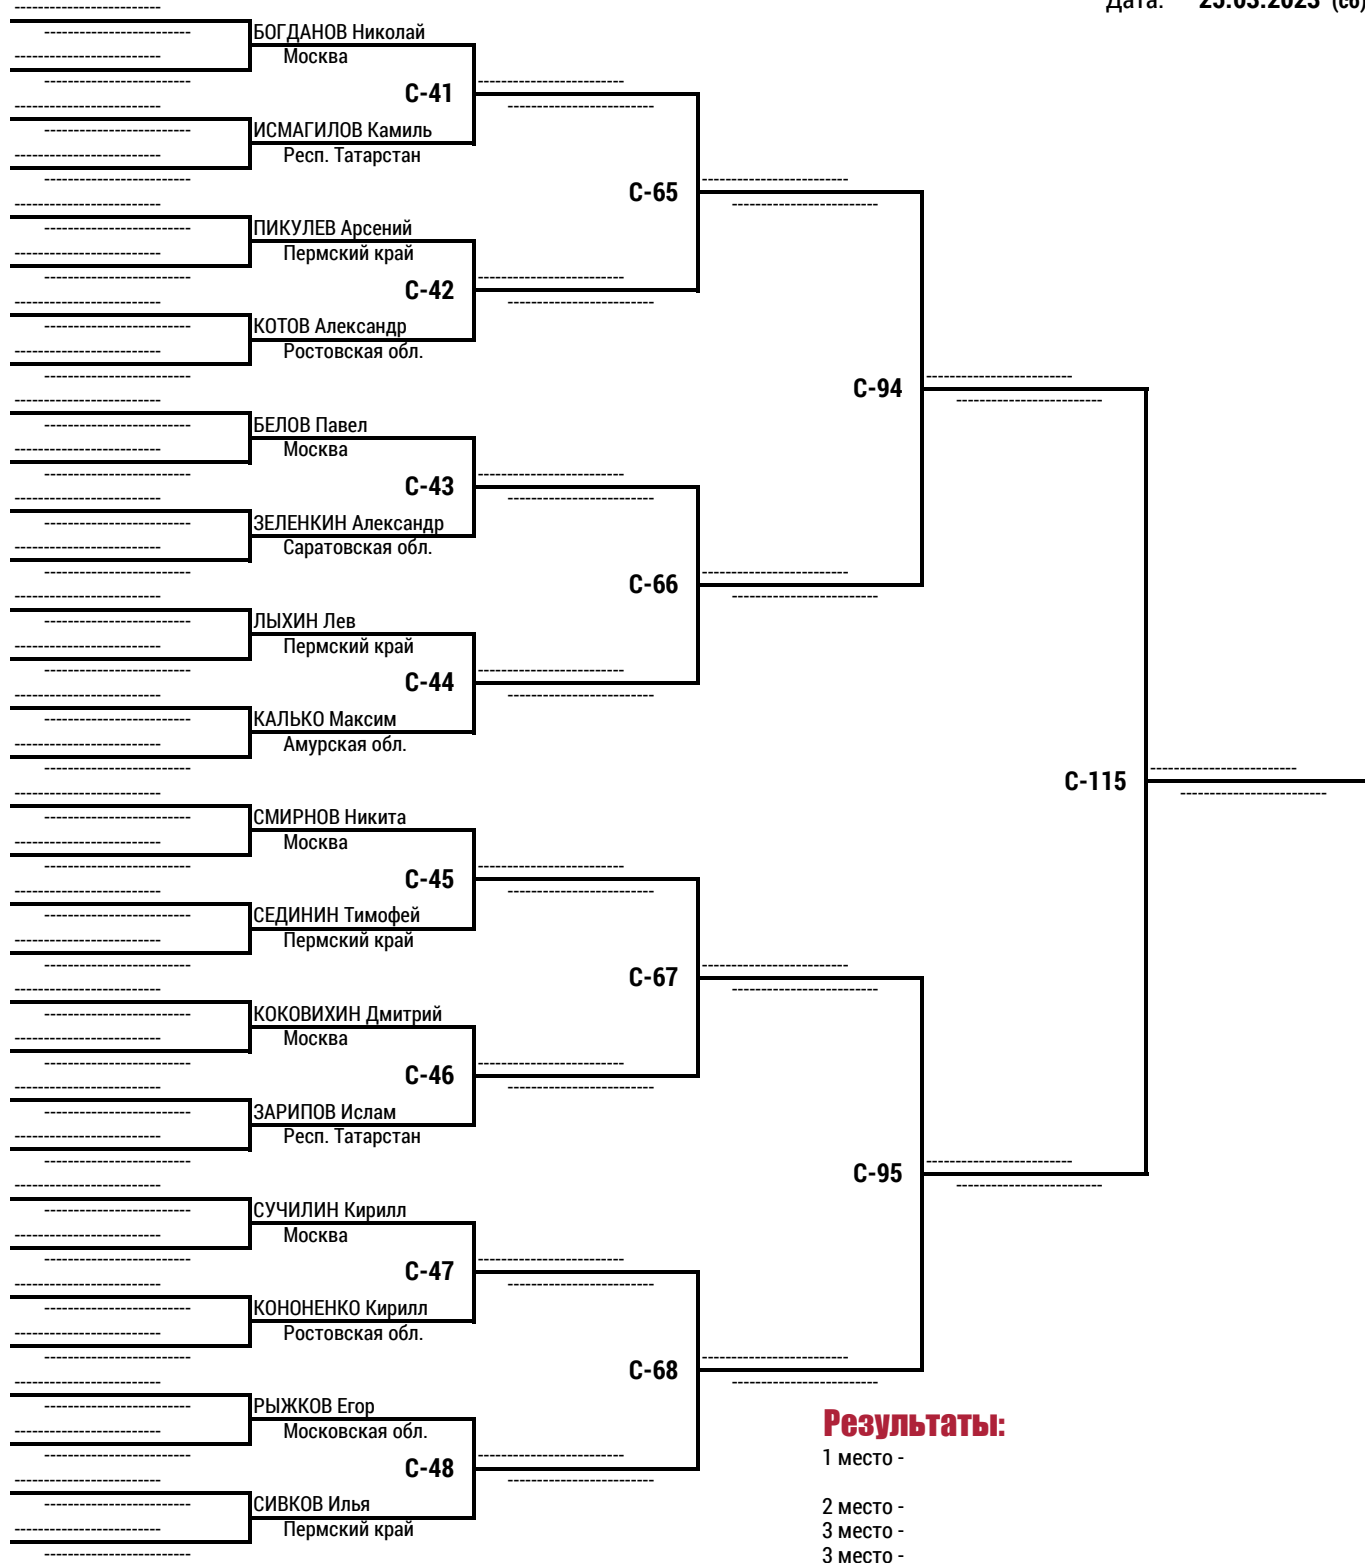 Дата: 25.03.2023 (сб)
БОГДАНОВ Николай
Москва
С-41
ИСМАГИЛОВ Камиль
Респ. Татарстан
С-65
ПИКУЛЕВ Арсений
Пермский край
С-42
КОТОВ Александр
Ростовская обл.
С-94
БЕЛОВ Павел
Москва
С-43
ЗЕЛЕНКИН Александр
Саратовская обл.
С-66
ЛЫХИН Лев
Пермский край
С-44
КАЛЬКО Максим
Амурская обл.
С-115
СМИРНОВ Никита
Москва
С-45
СЕДИНИН Тимофей
Пермский край
С-67
КОКОВИХИН Дмитрий
Москва
С-46
ЗАРИПОВ Ислам
Респ. Татарстан
С-95
СУЧИЛИН Кирилл
Москва
С-47
КОНОНЕНКО Кирилл
Ростовская обл.
С-68
РЫЖКОВ Егор
Московская обл.
С-48
СИВКОВ Илья
Пермский край
Результаты:
1 место -
2 место -
3 место -
3 место -